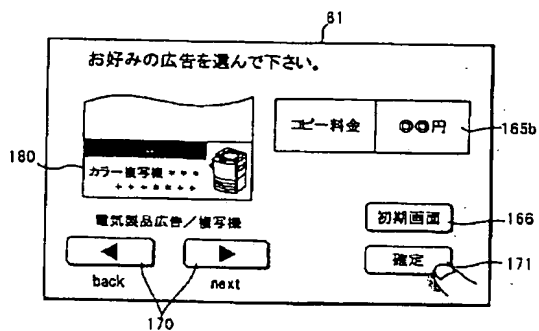 81
お好みの広告を選んで下さい。
コピー料金 〇〇円
165b
180
カラー複写機***
*******
電気製品広告/複写機
初期画面
166
◀ ▶
確定
171
back next
170